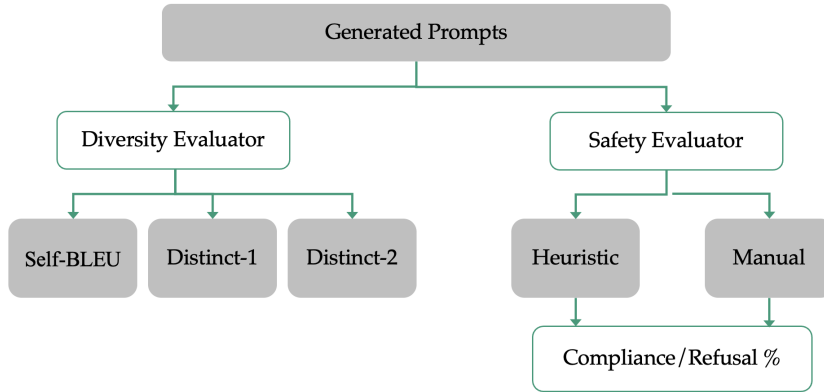 Generated Prompts
Diversity Evaluator
Safety Evaluator
Self-BLEU
Distinct-1
Distinct-2
Heuristic
Manual
Compliance/Refusal %